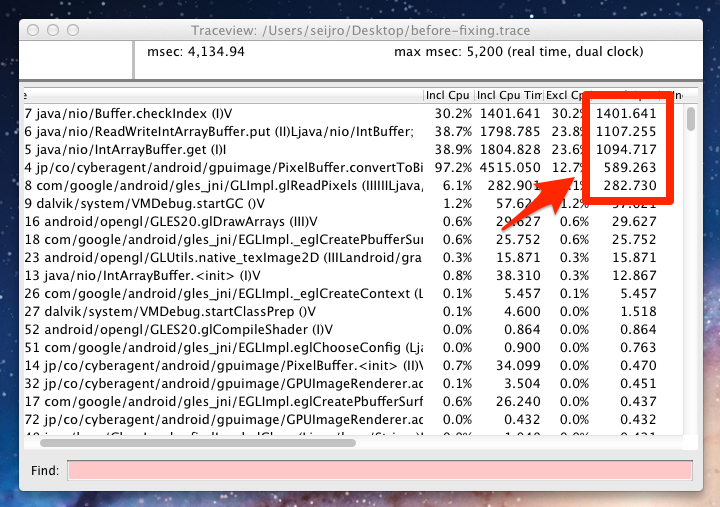 Traceview: /Users/seijro/Desktop/before-fixing.trace
msec: 4,134.94 max msec: 5,200 (real time, dual clock)
Incl Cpu Incl Cpu Tim Excl Cp
7 java/nio/Buffer.checkIndex (I)V 30.2% 1401.641 30.2% 1401.641
6 java/nio/ReadWriteIntArrayBuffer.put (II)Ljava/nio/IntBuffer; 38.7% 1798.785 23.8% 1107.255
5 java/nio/IntArrayBuffer.get (I)I 38.9% 1804.828 23.6% 1094.717
4 jp/co/cyberagent/android/gpuimage/PixelBuffer.convertToBi 97.2% 4515.050 12.7% 589.263
8 com/google/android/gles_jni/GLImpl.glReadPixels (IIIIIILjava, 6.1% 282.901 282.730
9 dalvik/system/VMDebug.startGC ()V 1.2% 57.621 1.2% 57.621
16 android/opengl/GLES20.glDrawArrays (III)V 0.6% 29.627 0.6% 29.627
18 com/google/android/gles_jni/EGLImpl._eglCreatePbufferSur 0.6% 25.752 0.6% 25.752
23 android/opengl/GLUtils.native_texImage2D (IIILandroid/gra 0.3% 15.871 0.3% 15.871
13 java/nio/IntArrayBuffer.<init> (I)V 0.8% 38.310 0.3% 12.867
26 com/google/android/gles_jni/EGLImpl._eglCreateContext (L 0.1% 5.457 0.1% 5.457
27 dalvik/system/VMDebug.startClassPrep ()V 0.1% 4.600 0.0% 1.518
52 android/opengl/GLES20.glCompileShader (I)V 0.0% 0.864 0.0% 0.864
51 com/google/android/gles_jni/EGLImpl.eglChooseConfig (Lja 0.0% 0.900 0.0% 0.763
14 jp/co/cyberagent/android/gpuimage/PixelBuffer.<init> (II)V 0.7% 34.099 0.0% 0.470
32 jp/co/cyberagent/android/gpuimage/GPUImageRenderer.ac 0.1% 3.504 0.0% 0.451
17 com/google/android/gles_jni/EGLImpl.eglCreatePbufferSurf 0.6% 26.240 0.0% 0.437
72 jp/co/cyberagent/android/gpuimage/GPUImageRenderer.ac 0.0% 0.432 0.0% 0.432
Find: